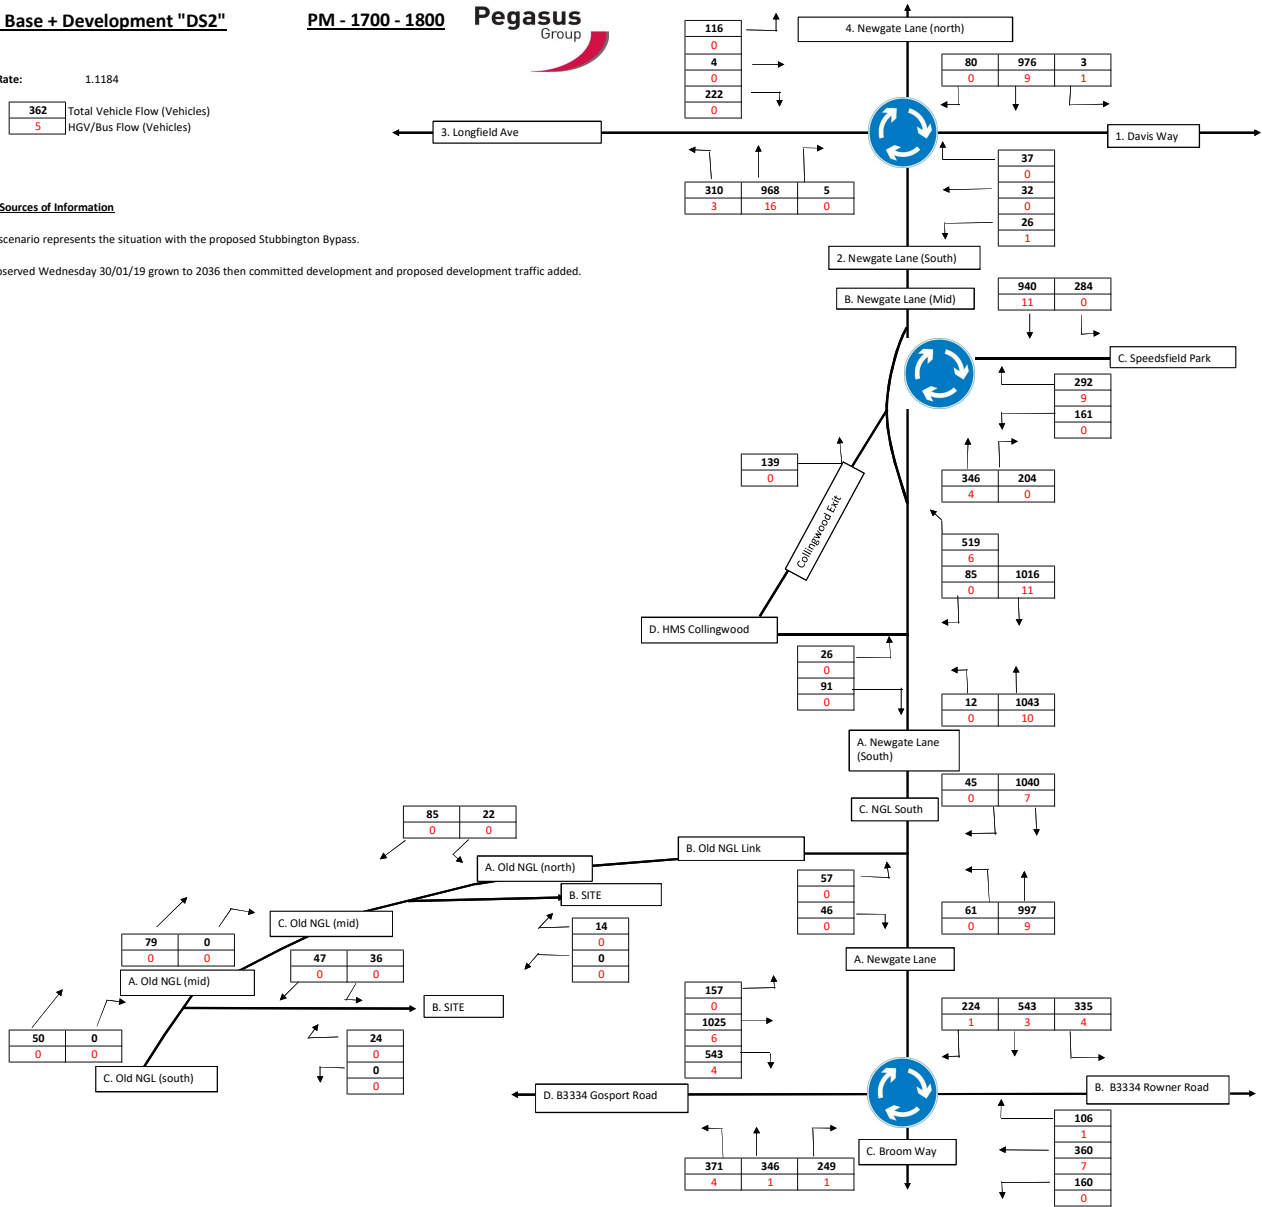 Base + Development "DS2"
PM - 1700 - 1800
Pegasus
Group
Rate: 1.1184
362 Total Vehicle Flow (Vehicles)
5 HGV/Bus Flow (Vehicles)
Sources of Information
scenario represents the situation with the proposed Stubbington Bypass.
served Wednesday 30/01/19 grown to 2036 then committed development and proposed development traffic added.
116
0
4
0
222
0
4. Newgate Lane (north)
80 976 3
0 9 1
3. Longfield Ave
1. Davis Way
310 968 5
3 16 0
37
0
32
0
26
1
2. Newgate Lane (South)
B. Newgate Lane (Mid)
940 284
11 0
C. Speedsfield Park
292
9
161
0
139
0
346 204
4 0
Collingwood Exit
519
6
85 1016
0 11
D. HMS Collingwood
26
0
91
0
12 1043
0 10
A. Newgate Lane
(South)
45 1040
0 7
C. NGL South
85 22
0 0
B. Old NGL Link
A. Old NGL (north)
57
0
46
0
B. SITE
61 997
0 9
C. Old NGL (mid)
14
0
0
0
79 0
0 0
47 36
0 0
A. Newgate Lane
A. Old NGL (mid)
B. SITE
157
0
1025
6
543
4
224 543 335
1 3 4
50 0
0 0
24
0
0
0
C. Old NGL (south)
D. B3334 Gosport Road
B. B3334 Rowner Road
106
1
360
7
160
0
C. Broom Way
371 346 249
4 1 1